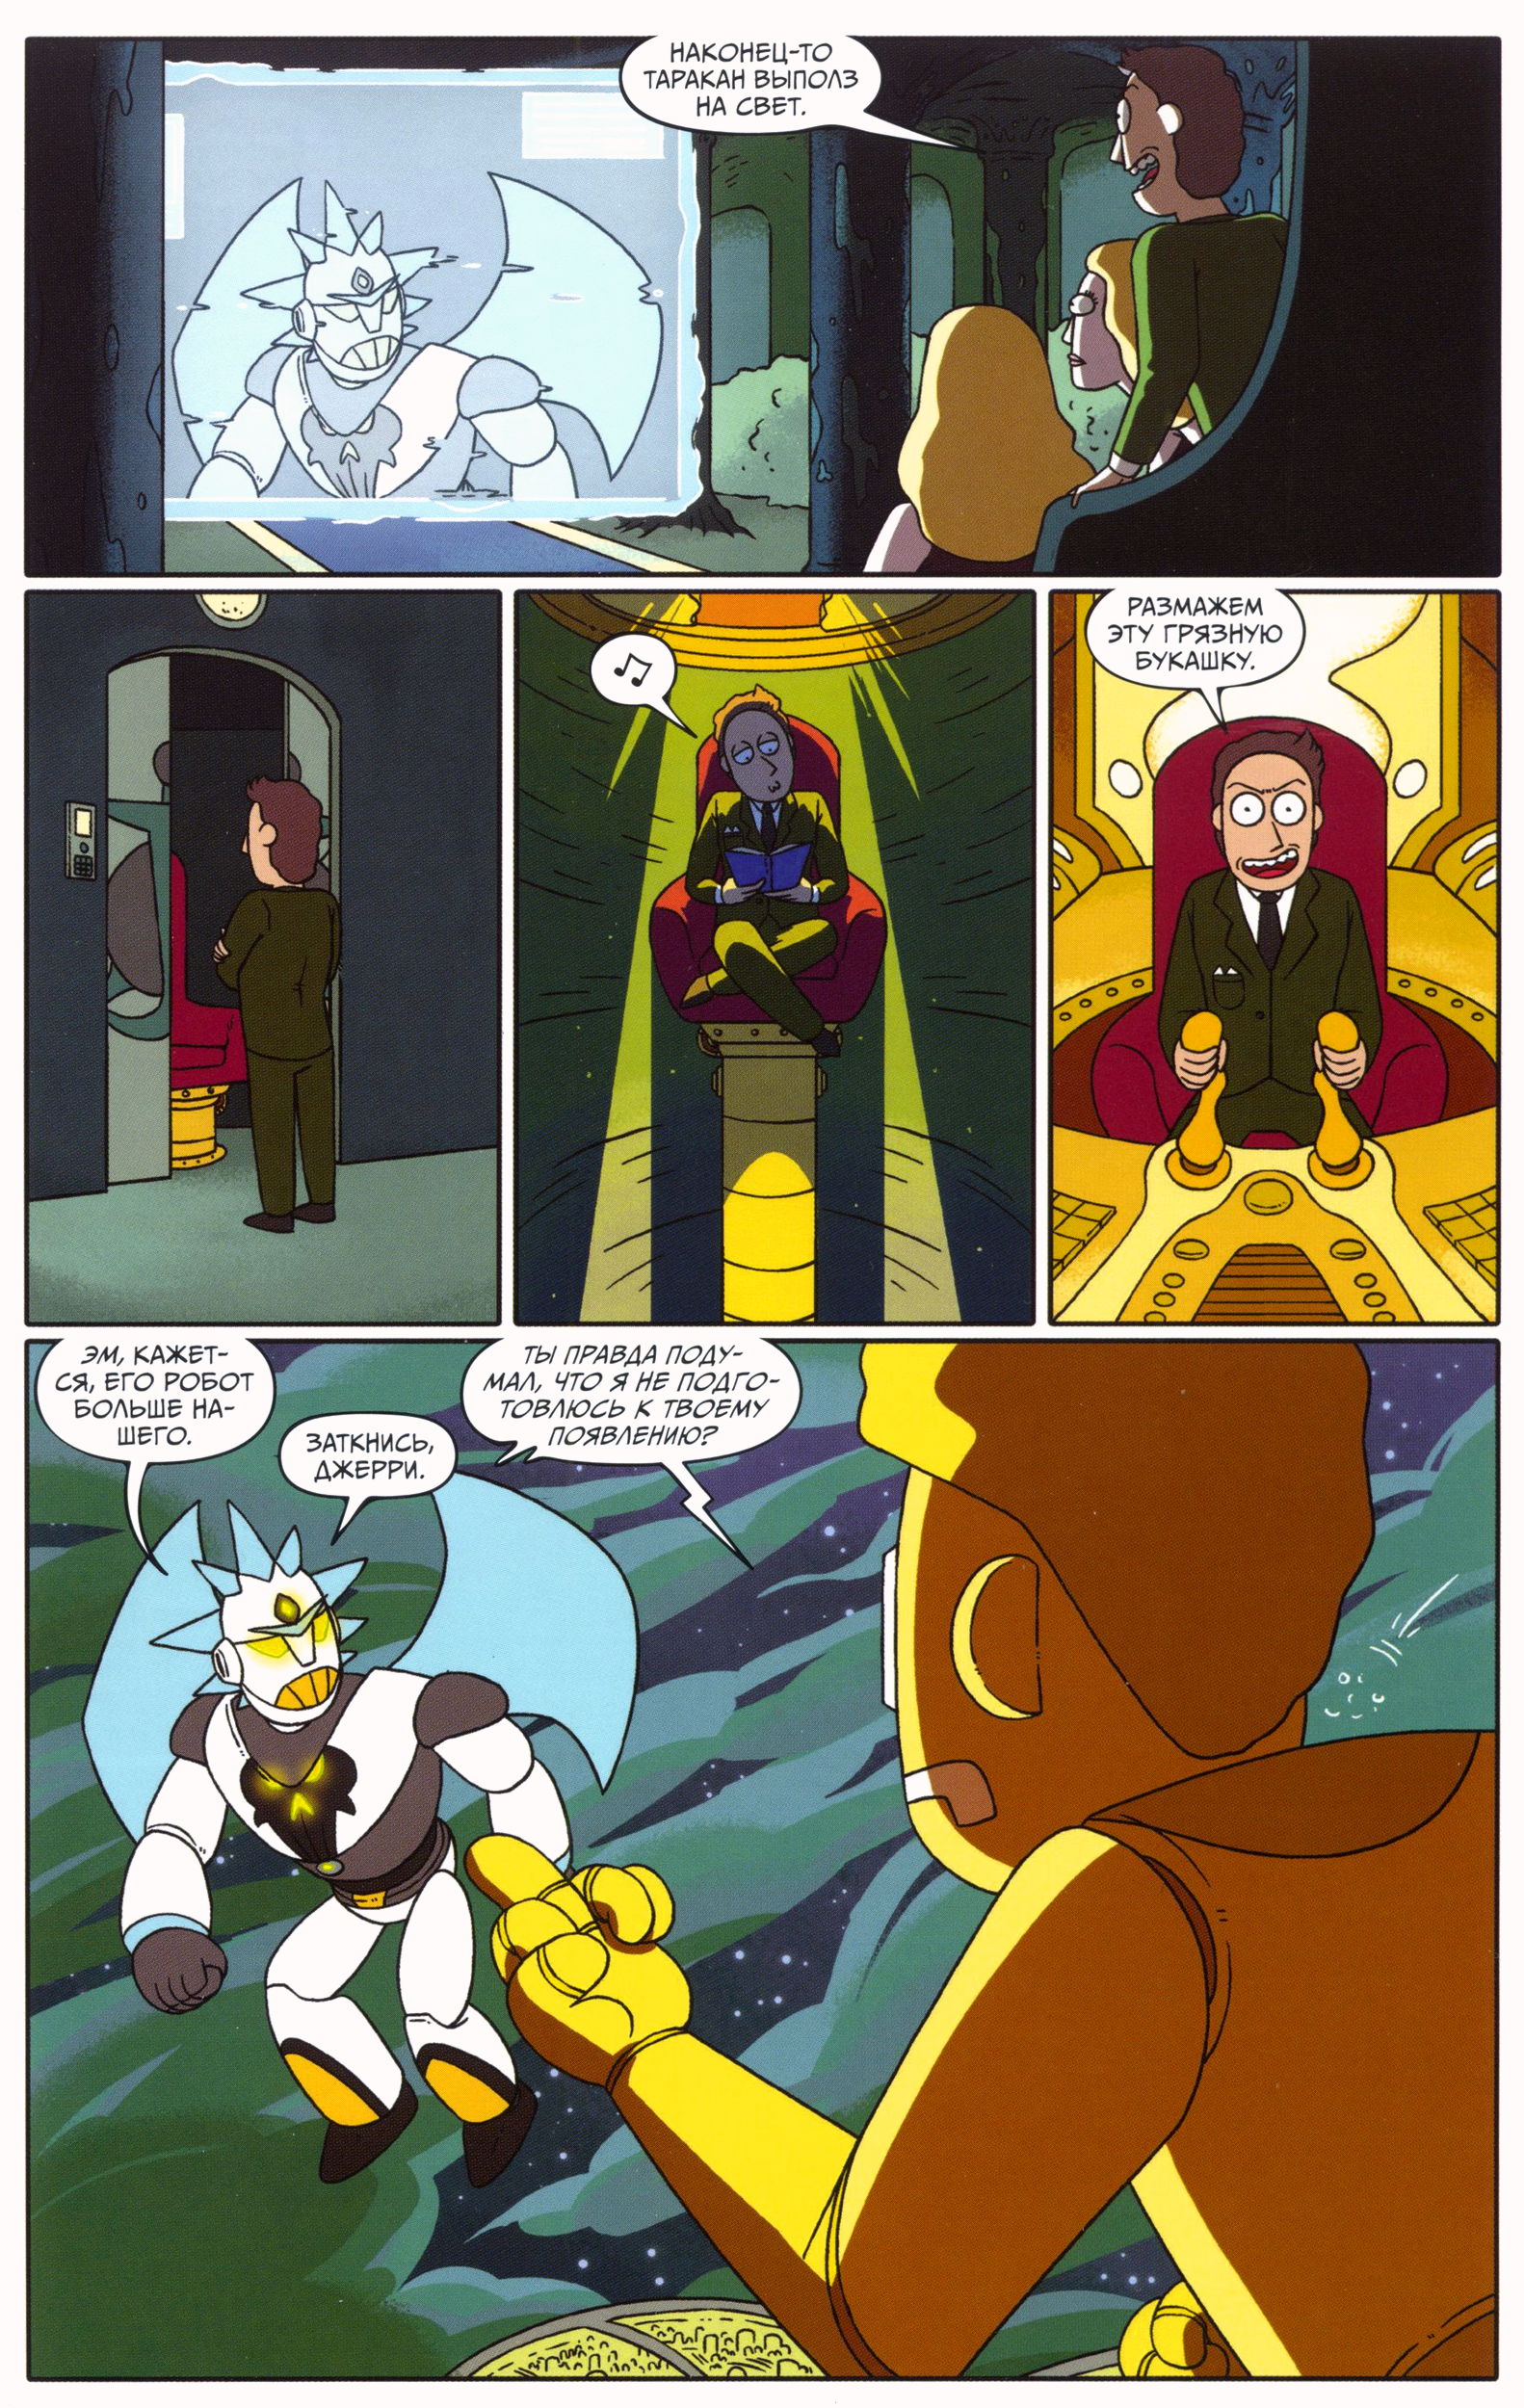 НАКОНЕЦ-ТО
ТАРАКАН ВЫПОЛЗ
НА СВЕТ.
РАЗМАЖЕМ
ЭТУ ГРЯЗНУЮ
БУКАШКУ.
ЭМ, КАЖЕТ-
СЯ, ЕГО РОБОТ
БОЛЬШЕ НА-
ШЕГО.
ЗАТКНИСЬ,
ДЖЕРРИ.
ТЫ ПРАВДА ПОДУ-
МАЛ, ЧТО Я НЕ ПОДГО-
ТОВЛЮСЬ К ТВОЕМУ
ПОЯВЛЕНИЮ?